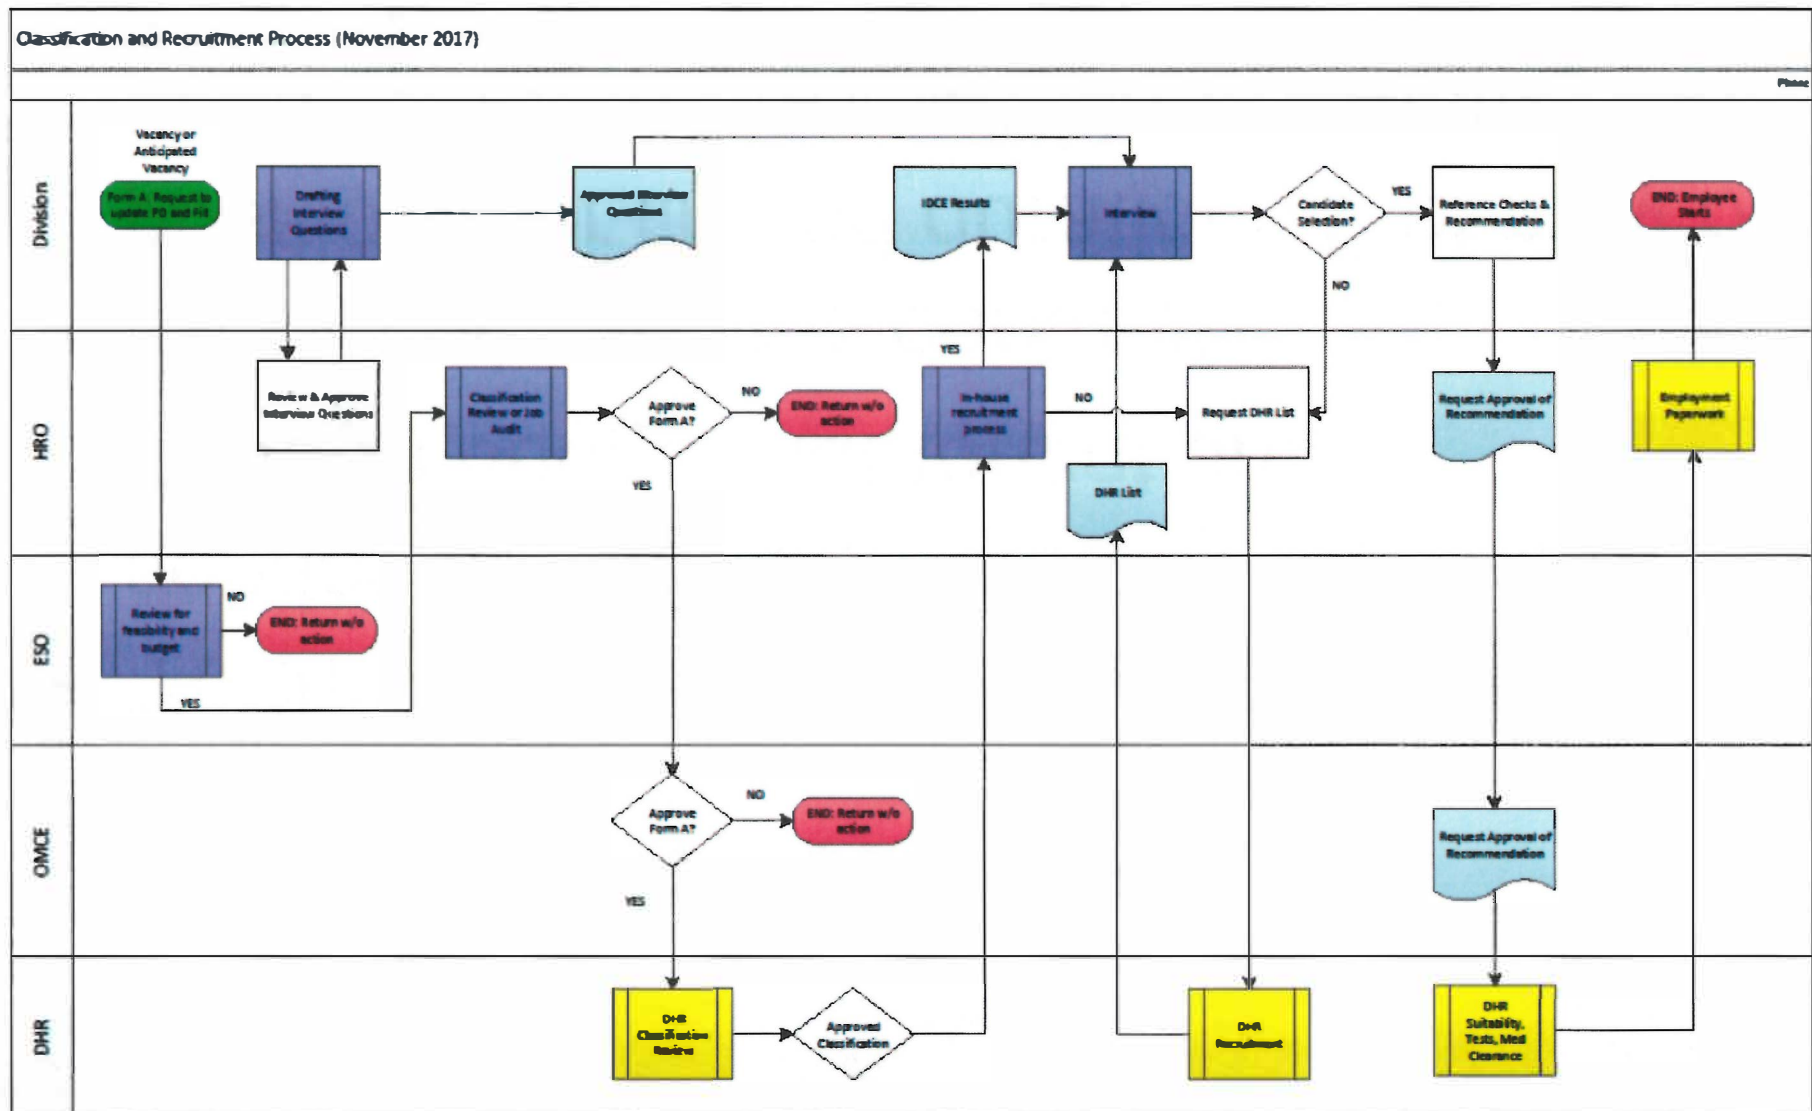 Classification and Recruitment Process (November 2017)
Phase
Division
Vacancy or
Anticipated
Vacancy
Form A: Request to
update PD and Fill
Drafting
Interview
Questions
Approved Interview
Questions
IDCE Results
Interview
Candidate
Selection?
YES
NO
Reference Checks &
Recommendation
END: Employee
Starts
HRO
Review & Approve
Interview Questions
Classification
Review or Job
Audit
Approve
Form A?
NO
YES
END: Return w/o
action
YES
In-house
recruitment
process
NO
Request DHR List
DHR List
Request Approval of
Recommendation
Employment
Paperwork
ESO
Review for
feasibility and
budget
NO
YES
END: Return w/o
action
OMCE
Approve
Form A?
NO
YES
END: Return w/o
action
Request Approval of
Recommendation
DHR
DHR
Classification
Review
Approved
Classification
DHR
Recruitment
DHR
Suitability,
Tests, Med
Clearance